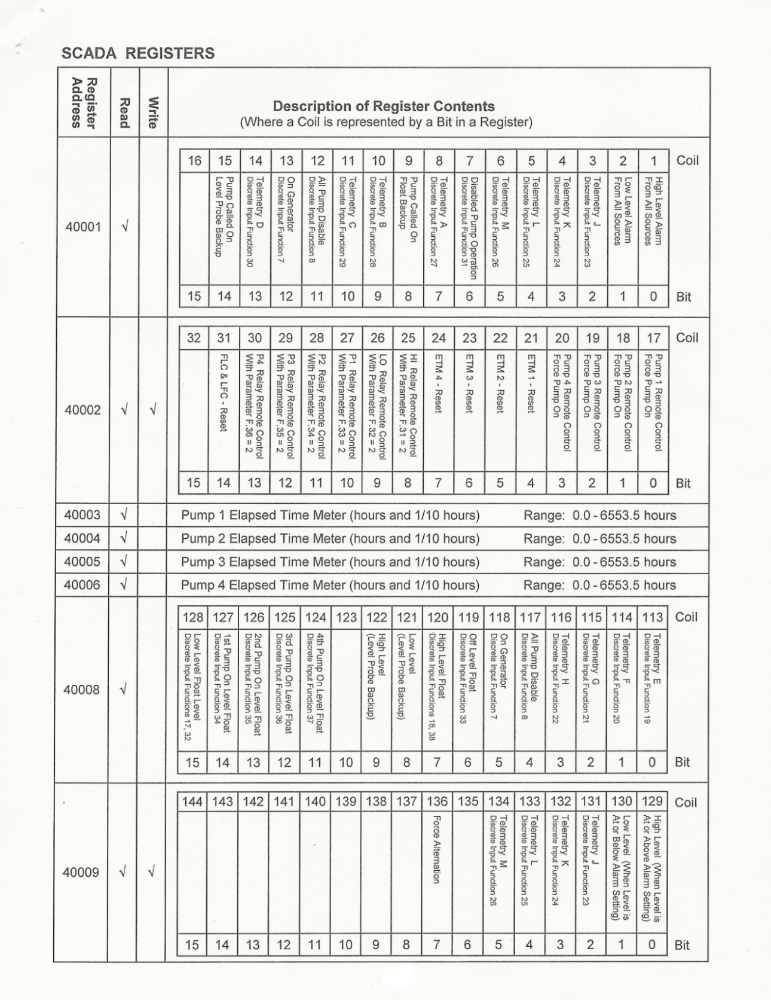 SCADA REGISTERS
Register
Address
Read
Write
Description of Register Contents
(Where a Coil is represented by a Bit in a Register)
40001
√
16 15 14 13 12 11 10 9 8 7 6 5 4 3 2 1 Coil
Pump Called On
Level Probe Backup
Telemetry D
Discrete Input Function 30
On Generator
Discrete Input Function 7
All Pump Disable
Discrete Input Function 8
Telemetry C
Discrete Input Function 29
Telemetry B
Discrete Input Function 28
Pump Called On
Float Backup
Telemetry A
Discrete Input Function 27
Disabled Pump Operation
Discrete Input Function 31
Telemetry M
Discrete Input Function 26
Telemetry L
Discrete Input Function 25
Telemetry K
Discrete Input Function 24
Telemetry J
Discrete Input Function 23
Low Level Alarm
From All Sources
High Level Alarm
From All Sources
15 14 13 12 11 10 9 8 7 6 5 4 3 2 1 0 Bit
40002
√ √
32 31 30 29 28 27 26 25 24 23 22 21 20 19 18 17 Coil
FLC & LFC - Reset
P4 Relay Remote Control
With Parameter F.36 = 2
P3 Relay Remote Control
With Parameter F.35 = 2
P2 Relay Remote Control
With Parameter F.34 = 2
P1 Relay Remote Control
With Parameter F.33 = 2
LO Relay Remote Control
With Parameter F.32 = 2
HI Relay Remote Control
With Parameter F.31 = 2
ETM 4 - Reset
ETM 3 - Reset
ETM 2 - Reset
ETM 1 - Reset
Pump 4 Remote Control
Force Pump On
Pump 3 Remote Control
Force Pump On
Pump 2 Remote Control
Force Pump On
Pump 1 Remote Control
Force Pump On
15 14 13 12 11 10 9 8 7 6 5 4 3 2 1 0 Bit
40003 √ Pump 1 Elapsed Time Meter (hours and 1/10 hours) Range: 0.0 - 6553.5 hours
40004 √ Pump 2 Elapsed Time Meter (hours and 1/10 hours) Range: 0.0 - 6553.5 hours
40005 √ Pump 3 Elapsed Time Meter (hours and 1/10 hours) Range: 0.0 - 6553.5 hours
40006 √ Pump 4 Elapsed Time Meter (hours and 1/10 hours) Range: 0.0 - 6553.5 hours
40008
√
128 127 126 125 124 123 122 121 120 119 118 117 116 115 114 113 Coil
Low Level Float Level
Discrete Input Functions 17, 32
1st Pump On Level Float
Discrete Input Function 34
2nd Pump On Level Float
Discrete Input Function 35
3rd Pump On Level Float
Discrete Input Function 36
4th Pump On Level Float
Discrete Input Function 37
High Level
(Level Probe Backup)
Low Level
(Level Probe Backup)
High Level Float
Discrete Input Functions 18, 38
Off Level Float
Discrete Input Function 33
On Generator
Discrete Input Function 7
All Pump Disable
Discrete Input Function 8
Telemetry H
Discrete Input Function 22
Telemetry G
Discrete Input Function 21
Telemetry F
Discrete Input Function 20
Telemetry E
Discrete Input Function 19
15 14 13 12 11 10 9 8 7 6 5 4 3 2 1 0 Bit
40009
√ √
144 143 142 141 140 139 138 137 136 135 134 133 132 131 130 129 Coil
Force Alternation
Telemetry M
Discrete Input Function 26
Telemetry L
Discrete Input Function 25
Telemetry K
Discrete Input Function 24
Telemetry J
Discrete Input Function 23
Low Level (When Level is
At or Below Alarm Setting)
High Level (When Level is
At or Above Alarm Setting)
15 14 13 12 11 10 9 8 7 6 5 4 3 2 1 0 Bit